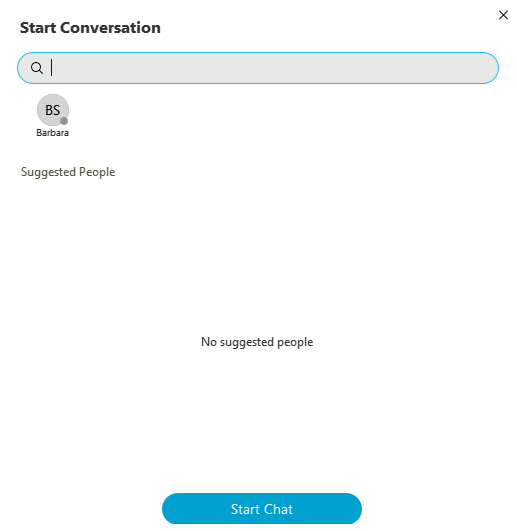 Start Conversation
BS
Barbara
Suggested People
No suggested people
Start Chat